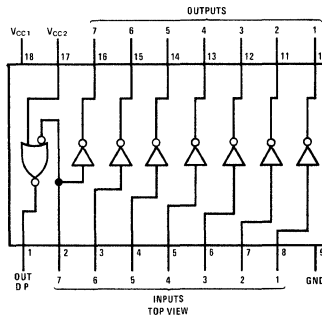 OUTPUTS
VCC1 VCC2 7 6 5 4 3 2 1
18 17 16 15 14 13 12 11 1
1 2 3 4 5 6 7 8 9
OUT DP 7 6 5 4 3 2 1 GND
INPUTS
TOP VIEW